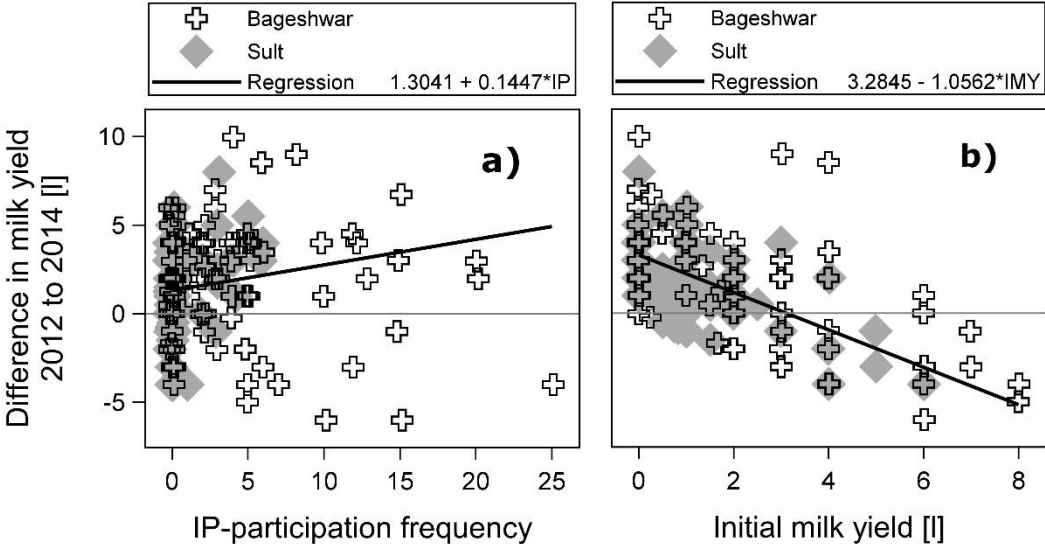 Bageshwar
Sult
Regression 1.3041 + 0.1447*IP
Bageshwar
Sult
Regression 3.2845 - 1.0562*IMY
Difference in milk yield
2012 to 2014 [l]
10
5
0
-5
a)
0 5 10 15 20 25
IP-participation frequency
b)
0 2 4 6 8
Initial milk yield [l]